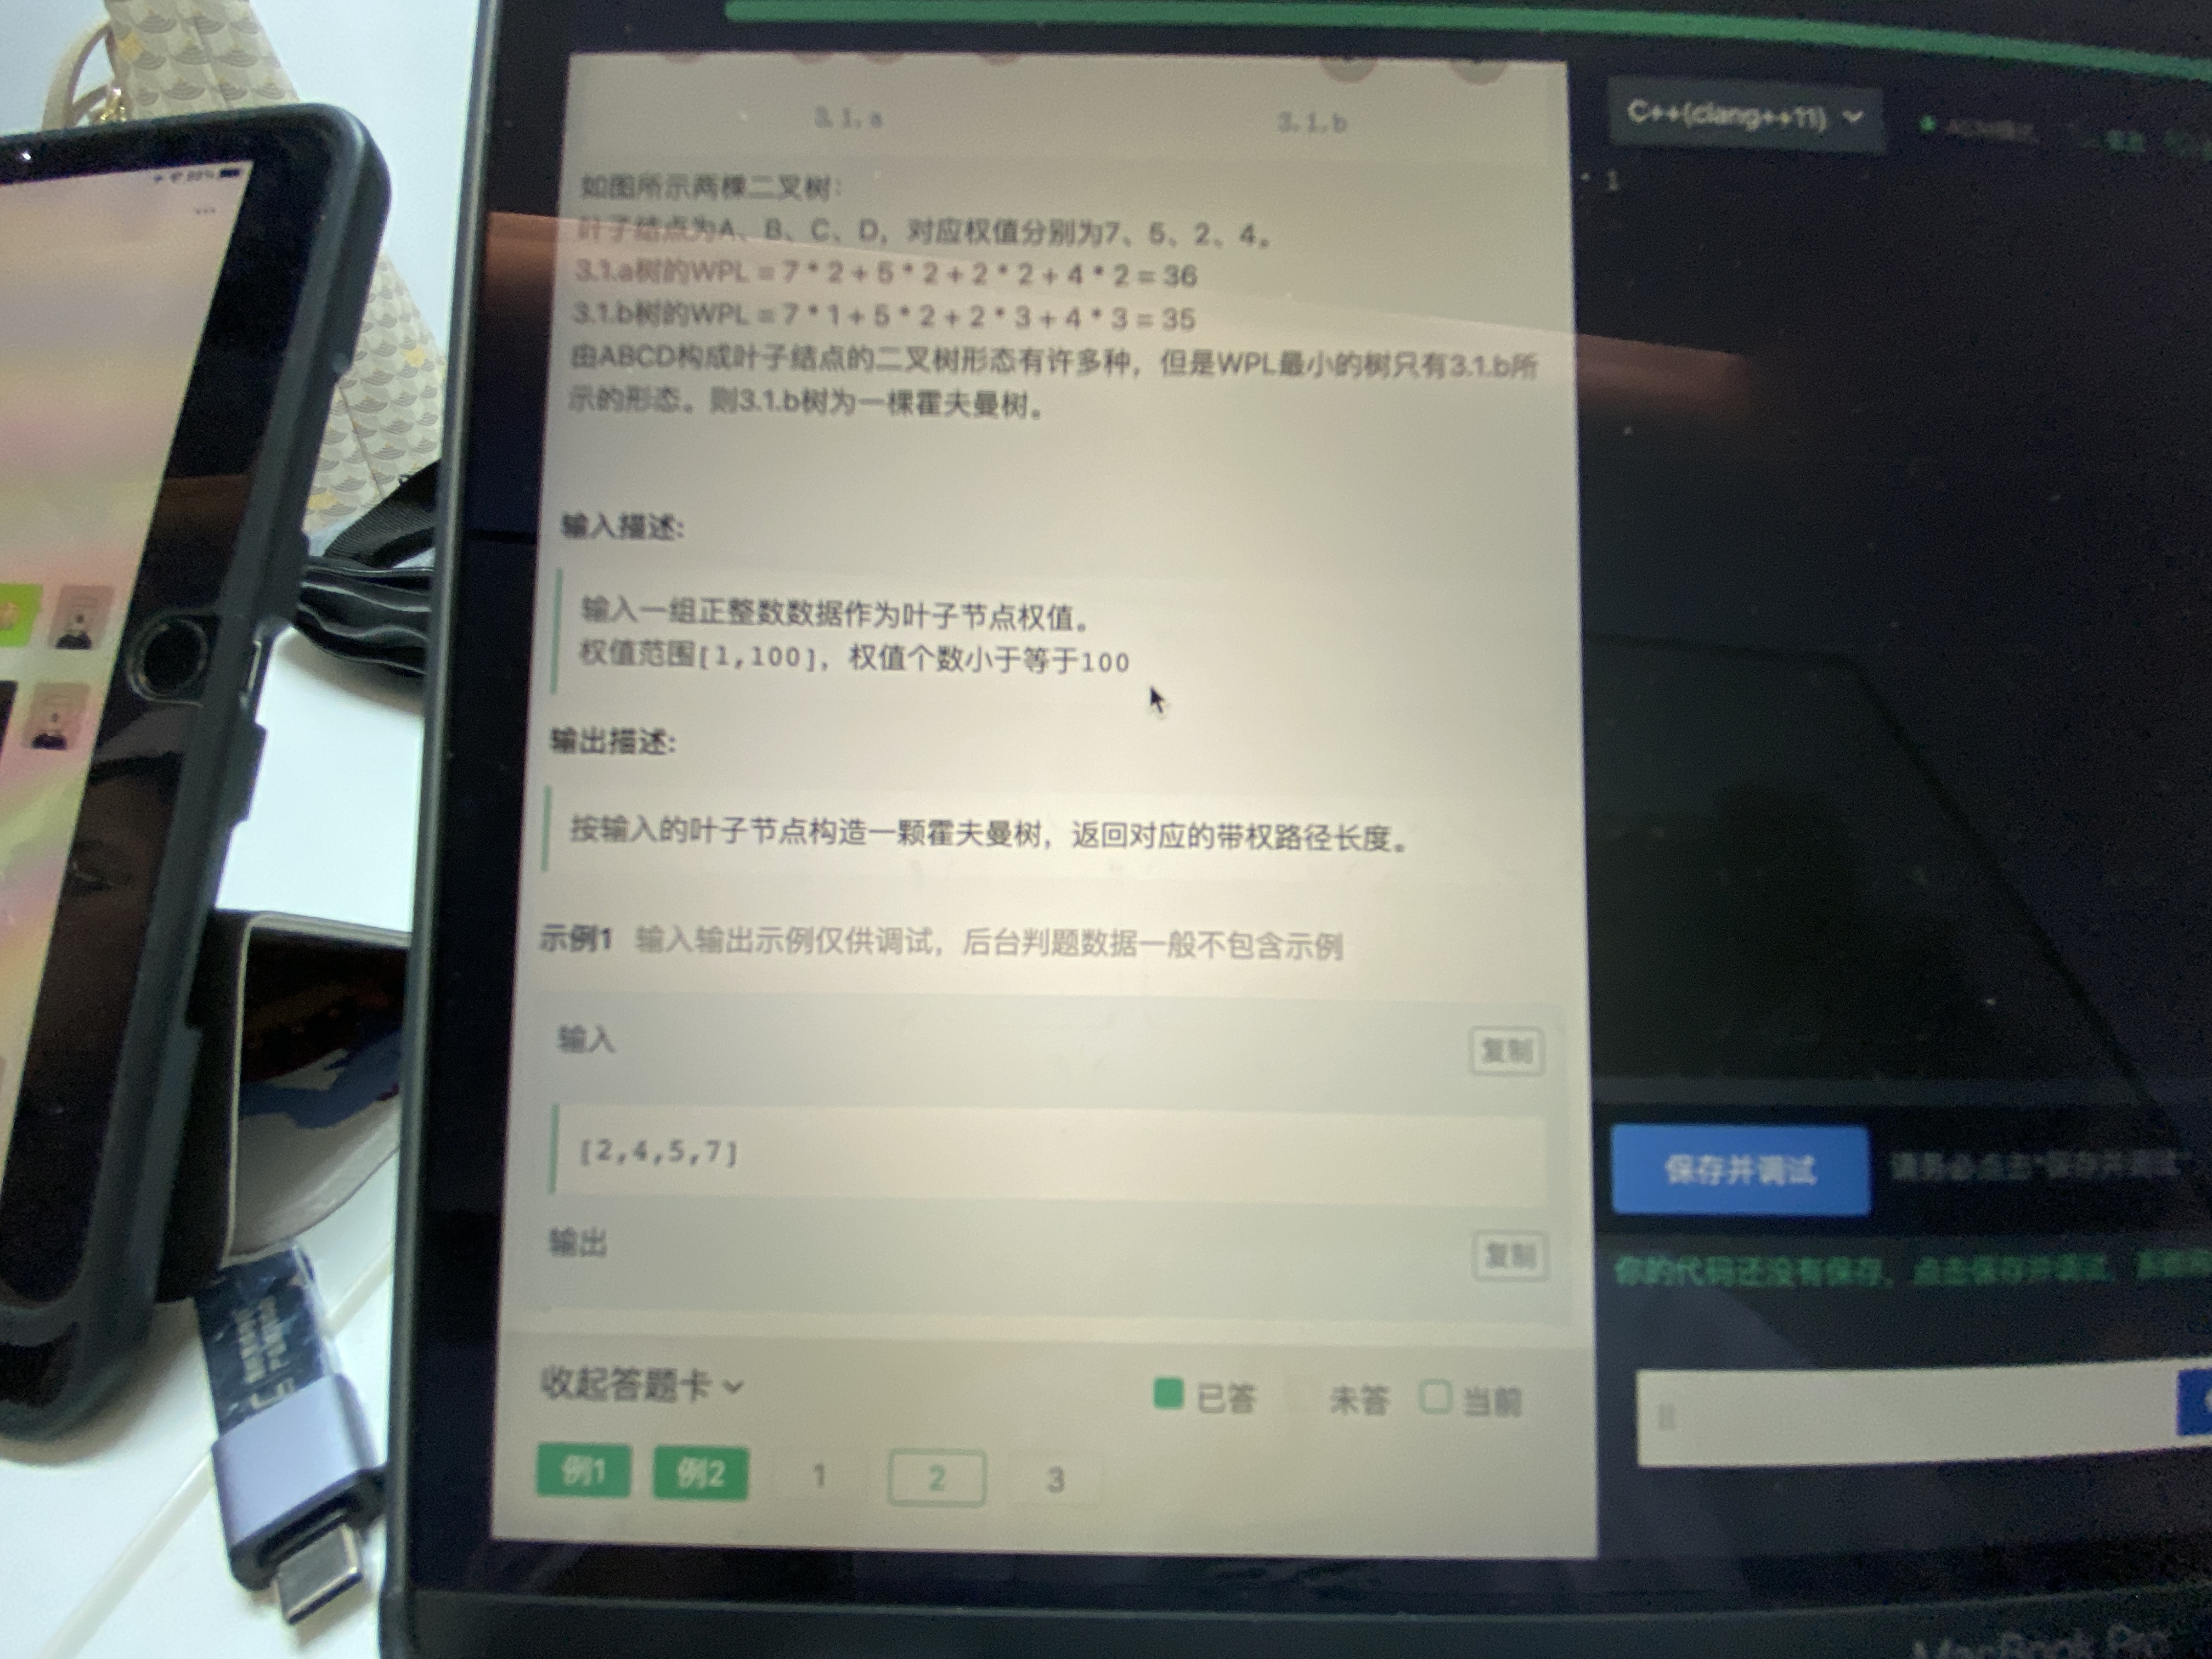 3.1.a
3.1.b
如图所示两棵二叉树：
叶子结点为A、B、C、D，对应权值分别为7、5、2、4。
3.1.a树的WPL = 7 * 2 + 5 * 2 + 2 * 2 + 4 * 2 = 36
3.1.b树的WPL = 7 * 1 + 5 * 2 + 2 * 3 + 4 * 3 = 35
由ABCD构成叶子结点的二叉树形态有许多种，但是WPL最小的树只有3.1.b所
示的形态。则3.1.b树为一棵霍夫曼树。
输入描述:
输入一组正整数数据作为叶子节点权值。
权值范围[1,100]，权值个数小于等于100
输出描述:
按输入的叶子节点构造一颗霍夫曼树，返回对应的带权路径长度。
示例1 输入输出示例仅供调试，后台判题数据一般不包含示例
输入
复制
[2,4,5,7]
输出
复制
收起答题卡
已答 未答 当前
例1 例2 1 2 3
C++(clang++11)
1
保存并调试
请务必点击"保存并调试"
你的代码还没有保存，点击保存并调试，
MacBook Pro